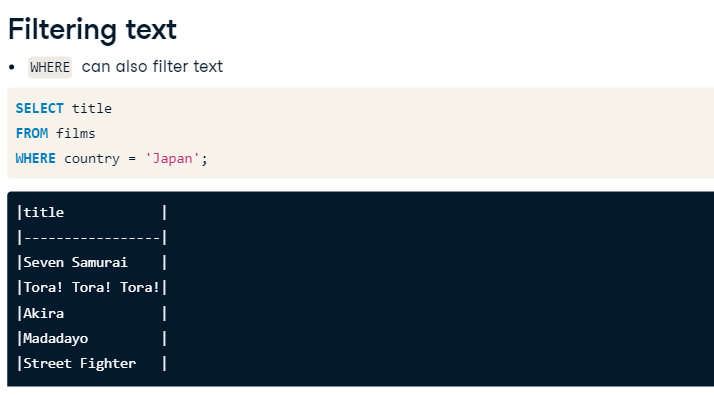 Filtering text
• WHERE can also filter text
SELECT title
FROM films
WHERE country = 'Japan';
|title            |
|-----------------|
|Seven Samurai    |
|Tora! Tora! Tora!|
|Akira            |
|Madadayo         |
|Street Fighter   |